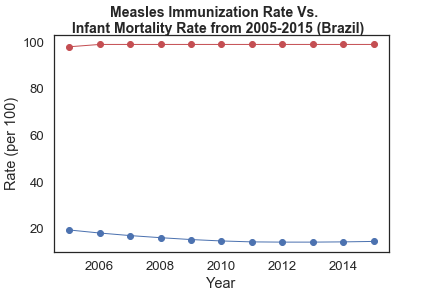 Measles Immunization Rate Vs.
Infant Mortality Rate from 2005-2015 (Brazil)
100
80
60
40
20
Rate (per 100)
2006 2008 2010 2012 2014
Year